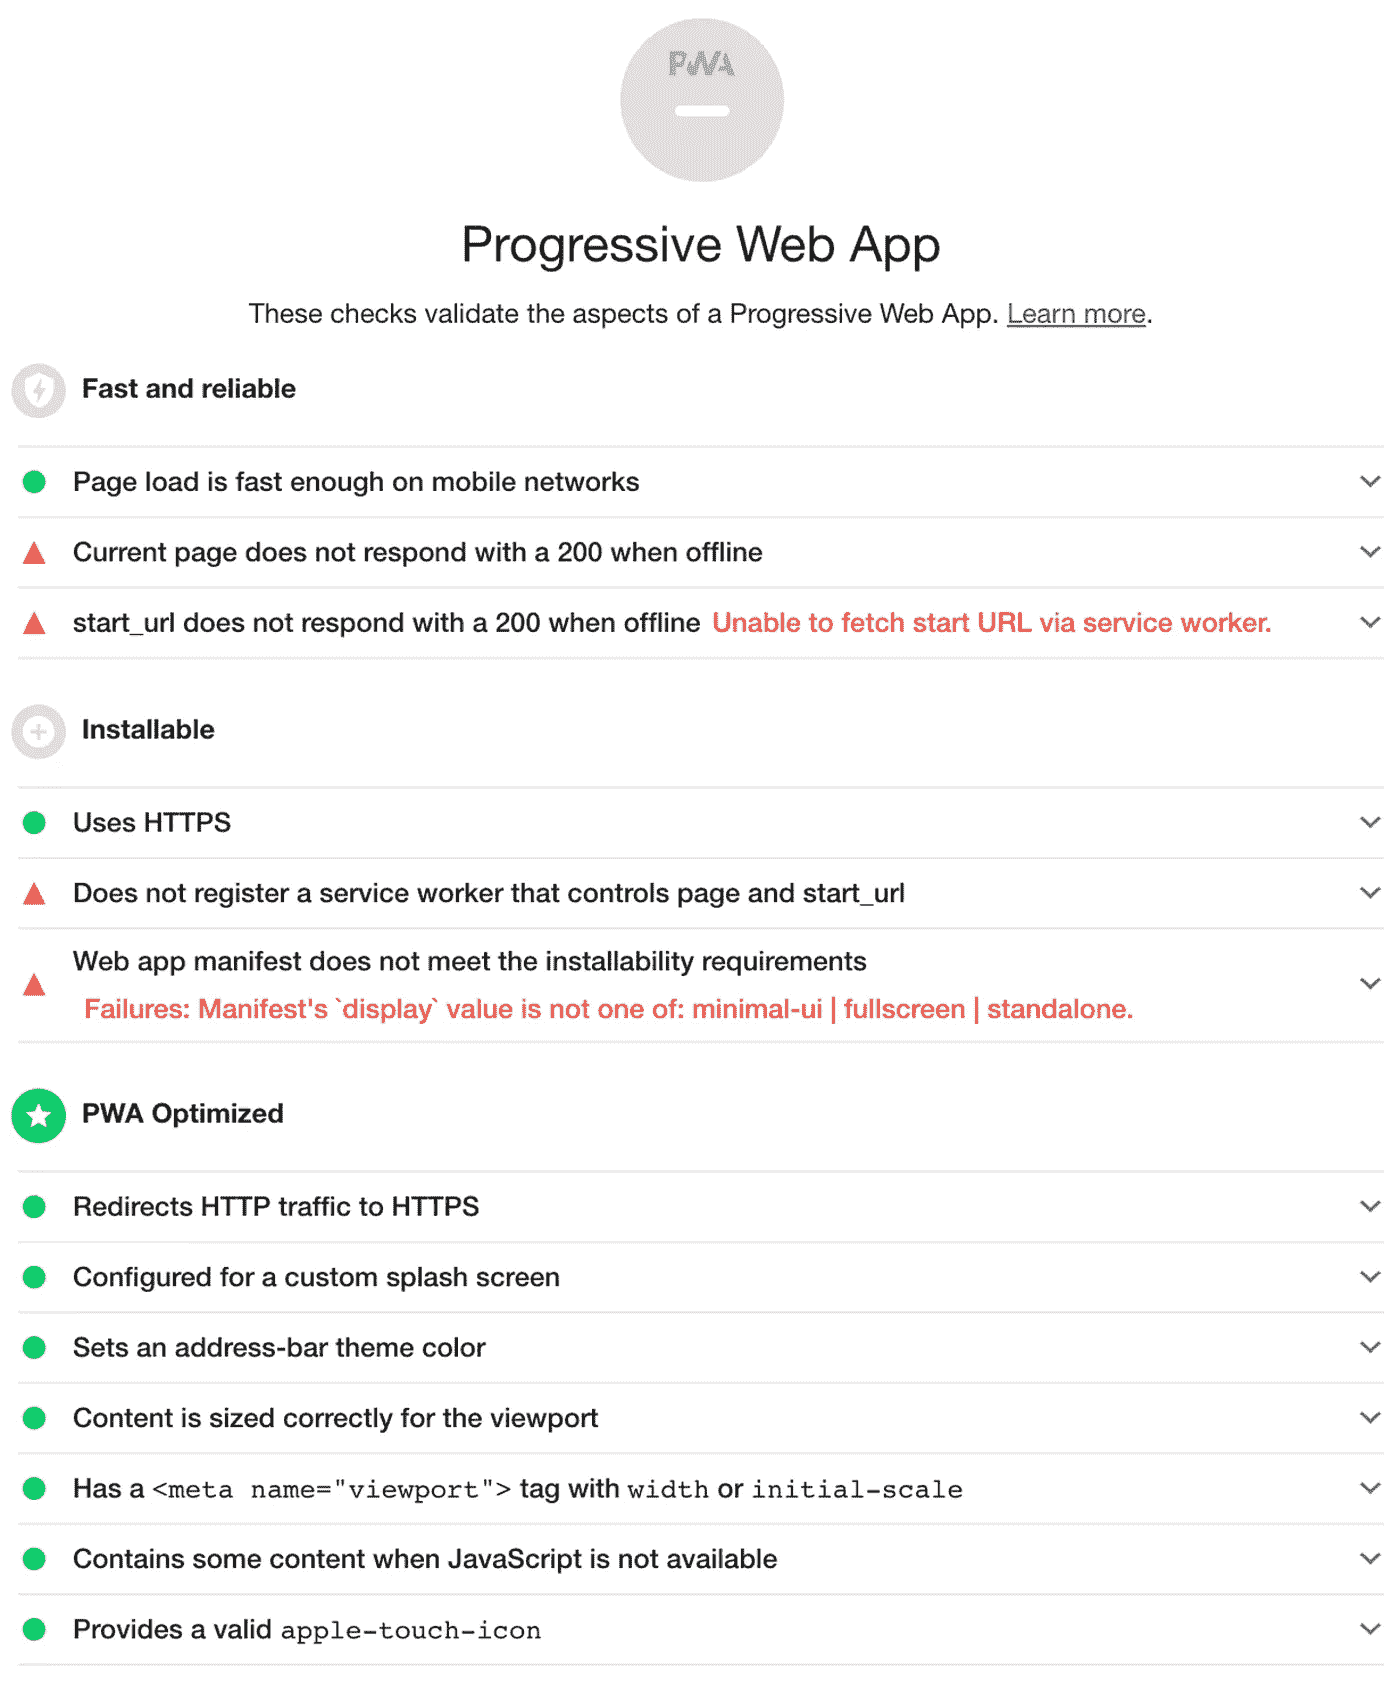 PWA
Progressive Web App
These checks validate the aspects of a Progressive Web App. Learn more.
Fast and reliable
Page load is fast enough on mobile networks
Current page does not respond with a 200 when offline
start_url does not respond with a 200 when offline Unable to fetch start URL via service worker.
Installable
Uses HTTPS
Does not register a service worker that controls page and start_url
Web app manifest does not meet the installability requirements
Failures: Manifest's `display` value is not one of: minimal-ui | fullscreen | standalone.
PWA Optimized
Redirects HTTP traffic to HTTPS
Configured for a custom splash screen
Sets an address-bar theme color
Content is sized correctly for the viewport
Has a <meta name="viewport"> tag with width or initial-scale
Contains some content when JavaScript is not available
Provides a valid apple-touch-icon